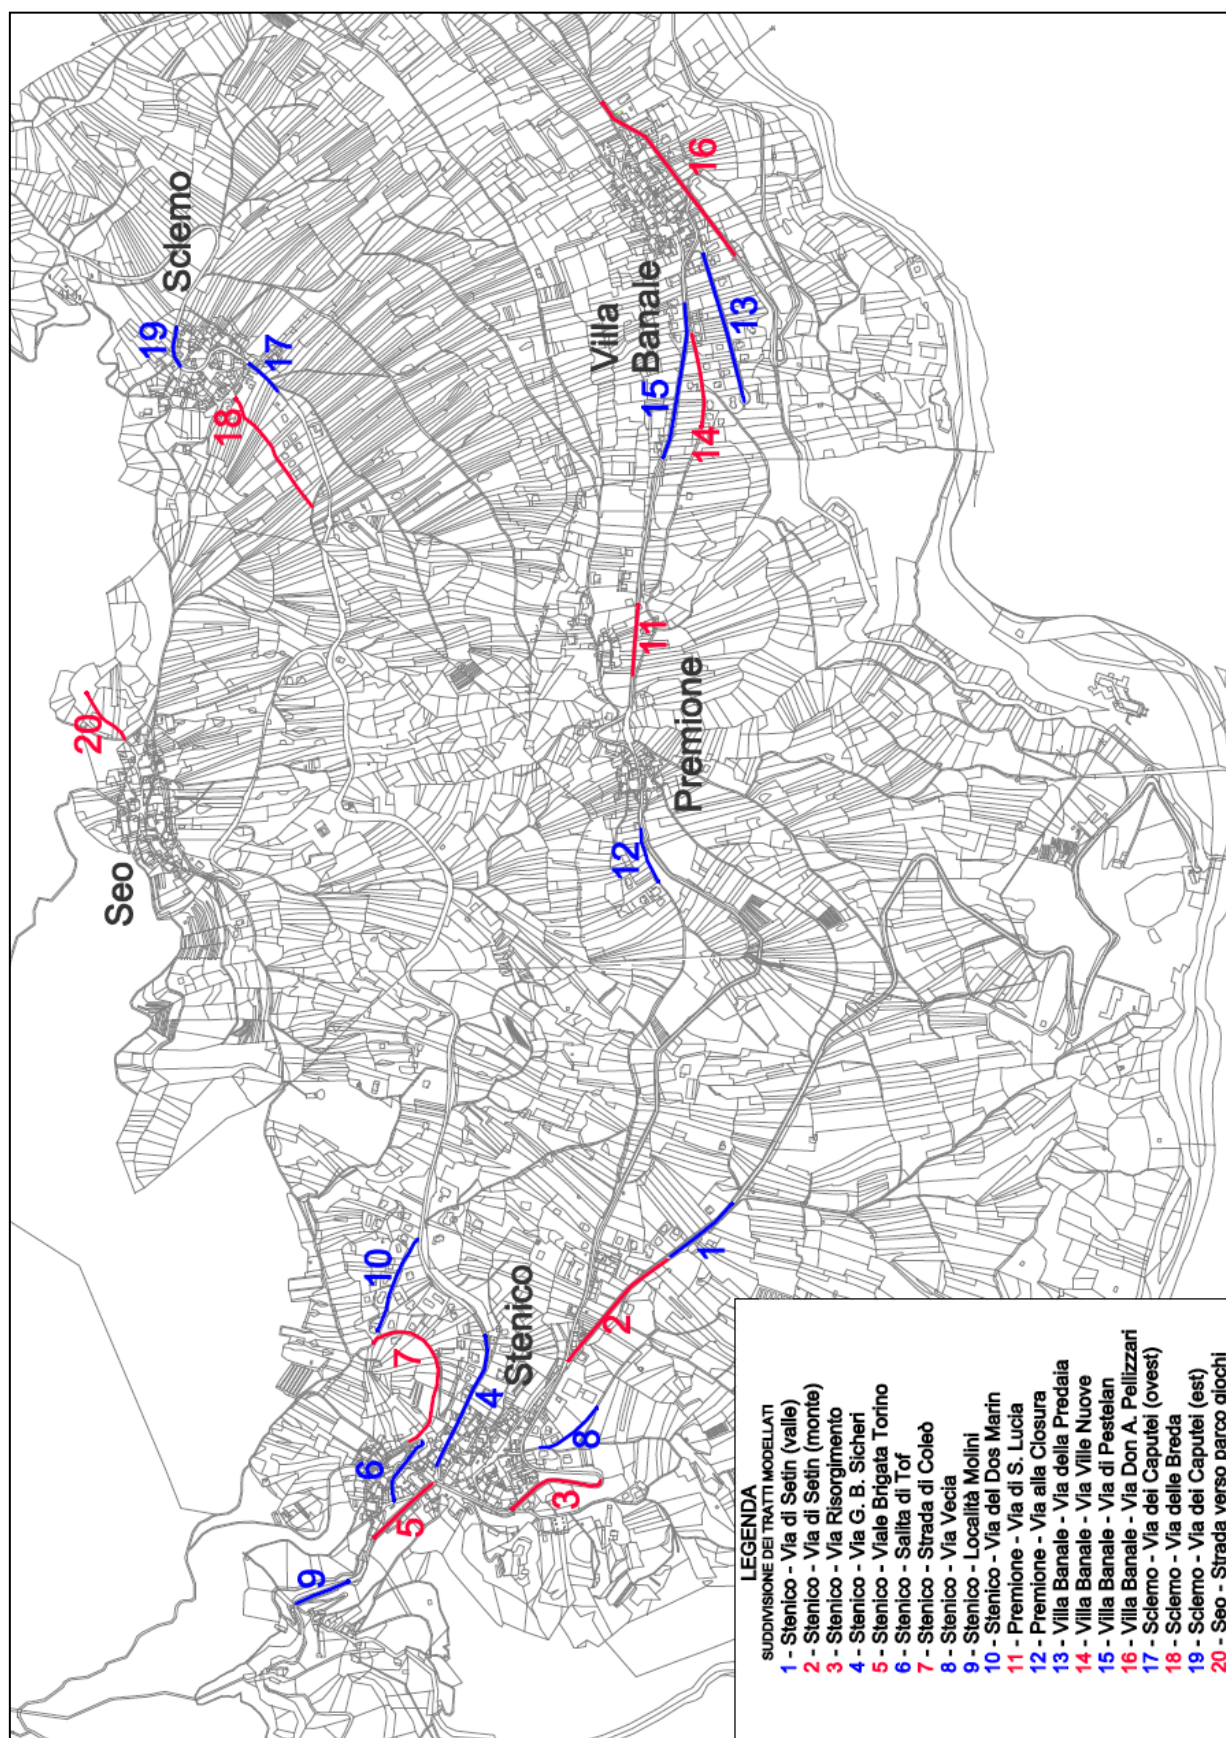 Sclemo
19
17
18
20
Seo
16
Villa
Banale
15
14
13
11
Premione
12
10
7
6
5
4
Stenico
9
8
3
2
1
LEGENDA
SUDDIVISIONE DEI TRATTI MODELLATI
1 - Stenico - Via di Setin (valle)
2 - Stenico - Via di Setin (monte)
3 - Stenico - Via Risorgimento
4 - Stenico - Via G. B. Sicheri
5 - Stenico - Viale Brigata Torino
6 - Stenico - Salita di Tof
7 - Stenico - Strada di Coleò
8 - Stenico - Via Vecia
9 - Stenico - Località Molini
10 - Stenico - Via del Dos Marin
11 - Premione - Via di S. Lucia
12 - Premione - Via alla Closura
13 - Villa Banale - Via della Predaia
14 - Villa Banale - Via Ville Nuove
15 - Villa Banale - Via di Pestelan
16 - Villa Banale - Via Don A. Pellizzari
17 - Sclemo - Via dei Caputei (ovest)
18 - Sclemo - Via delle Breda
19 - Sclemo - Via dei Caputei (est)
20 - Seo - Strada verso parco giochi